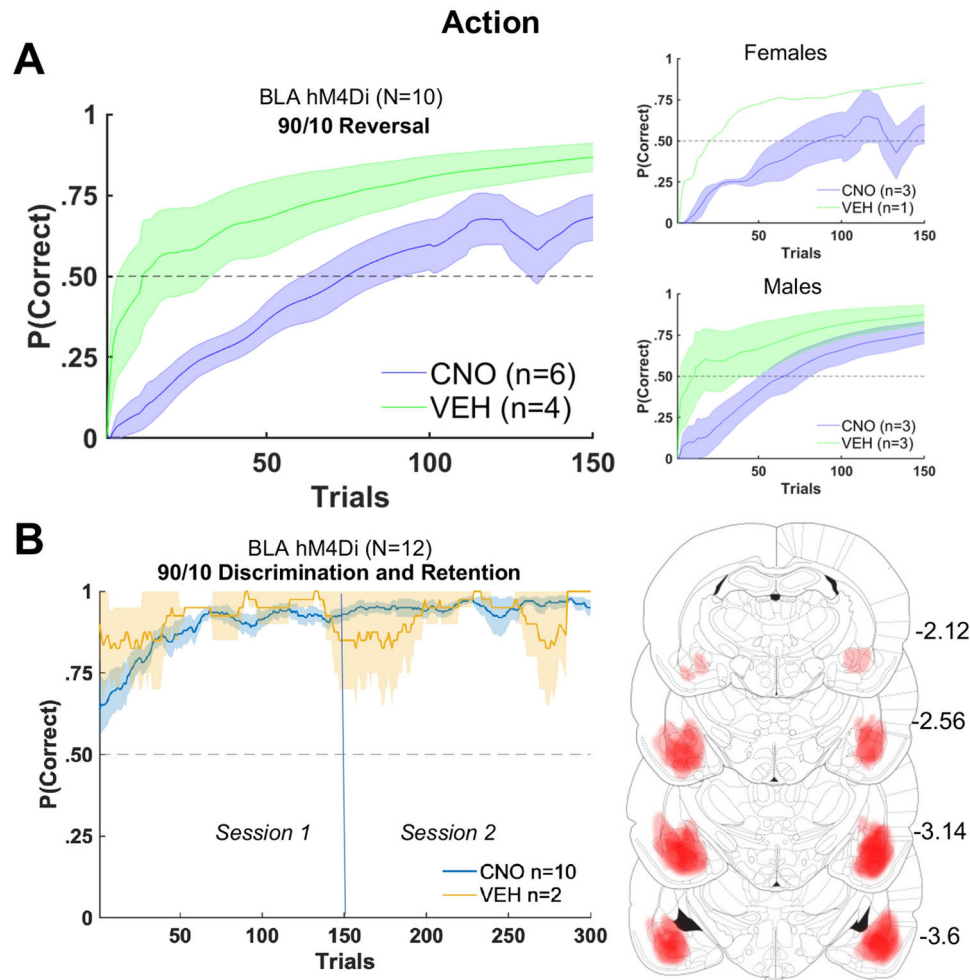 Action
A
BLA hM4Di (N=10)
90/10 Reversal
P(Correct)
1
.75
.50
.25
0
50
100
150
Trials
CNO (n=6)
VEH (n=4)
Females
P(Correct)
1
.75
.50
.25
0
50
100
150
Trials
CNO (n=3)
VEH (n=1)
Males
P(Correct)
1
.75
.50
.25
0
50
100
150
Trials
CNO (n=3)
VEH (n=3)
B
BLA hM4Di (N=12)
90/10 Discrimination and Retention
P(Correct)
1
.75
.50
.25
0
Session 1
Session 2
CNO n=10
VEH n=2
50
100
150
200
250
300
Trials
-2.12
-2.56
-3.14
-3.6